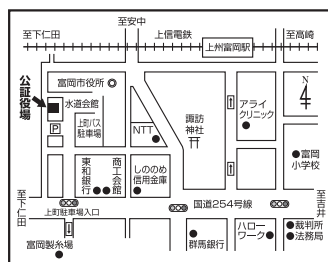 至安中
至下仁田
上信電鉄
至高崎
上州富岡駅
公証役場
富岡市役所
水道会館
P
上町バス
駐車場
NTT
諏訪
神社
アライ
クリニック
N
4
富岡
小学校
東和銀行
商工会館
しののめ
信用金庫
至下仁田
上町駐車場入口
国道254号線
至吉井
富岡製糸場
群馬銀行
ハロー
ワーク
裁判所
法務局